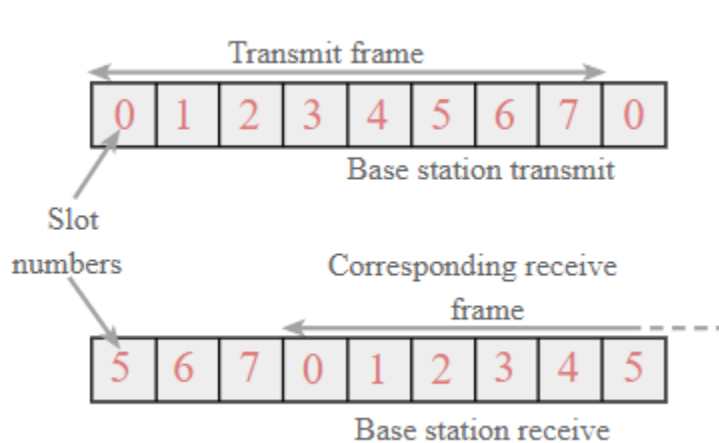 Transmit frame
0 1 2 3 4 5 6 7 0
Base station transmit
Slot
numbers
Corresponding receive
frame
5 6 7 0 1 2 3 4 5
Base station receive